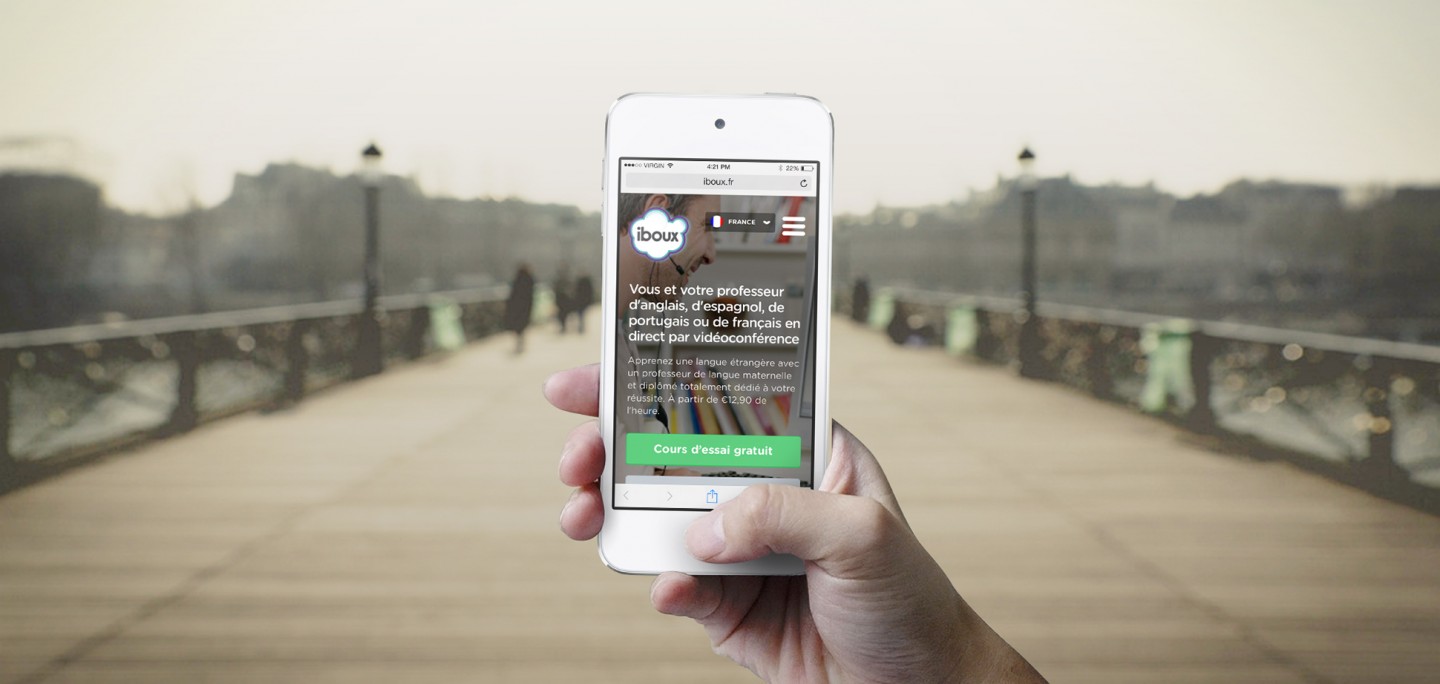 VIRGIN 4:21 PM 22%
iboux.fr
iboux FRANCE
Vous et votre professeur
d'anglais, d'espagnol, de
portugais ou de français en
direct par vidéoconférence
Apprenez une langue étrangère avec
un professeur de langue maternelle
et diplômé totalement dédié à votre
réussite. À partir de €12,90 de
l'heure.
Cours d'essai gratuit